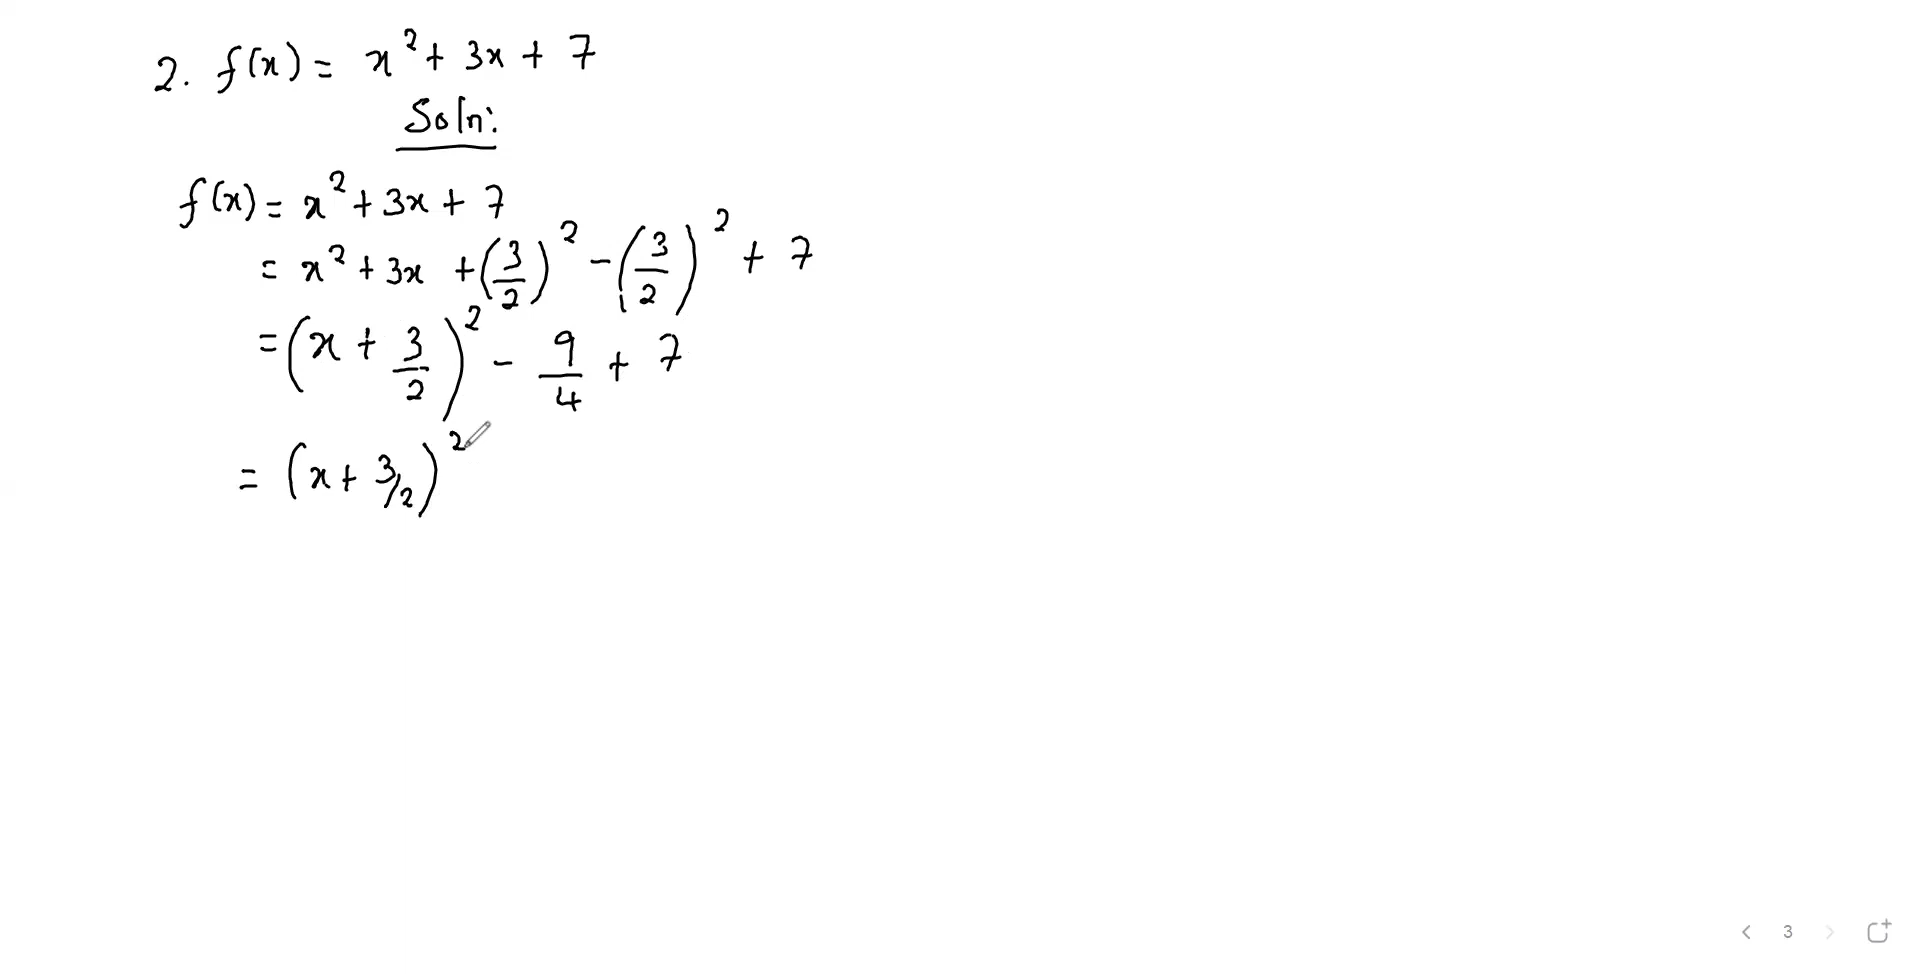 2. f(x) = x² + 3x + 7
Soln:
f(x) = x² + 3x + 7
= x² + 3x + (3/2)² - (3/2)² + 7
= (x + 3/2)² - 9/4 + 7
= (x + 3/2)²
< 3 >